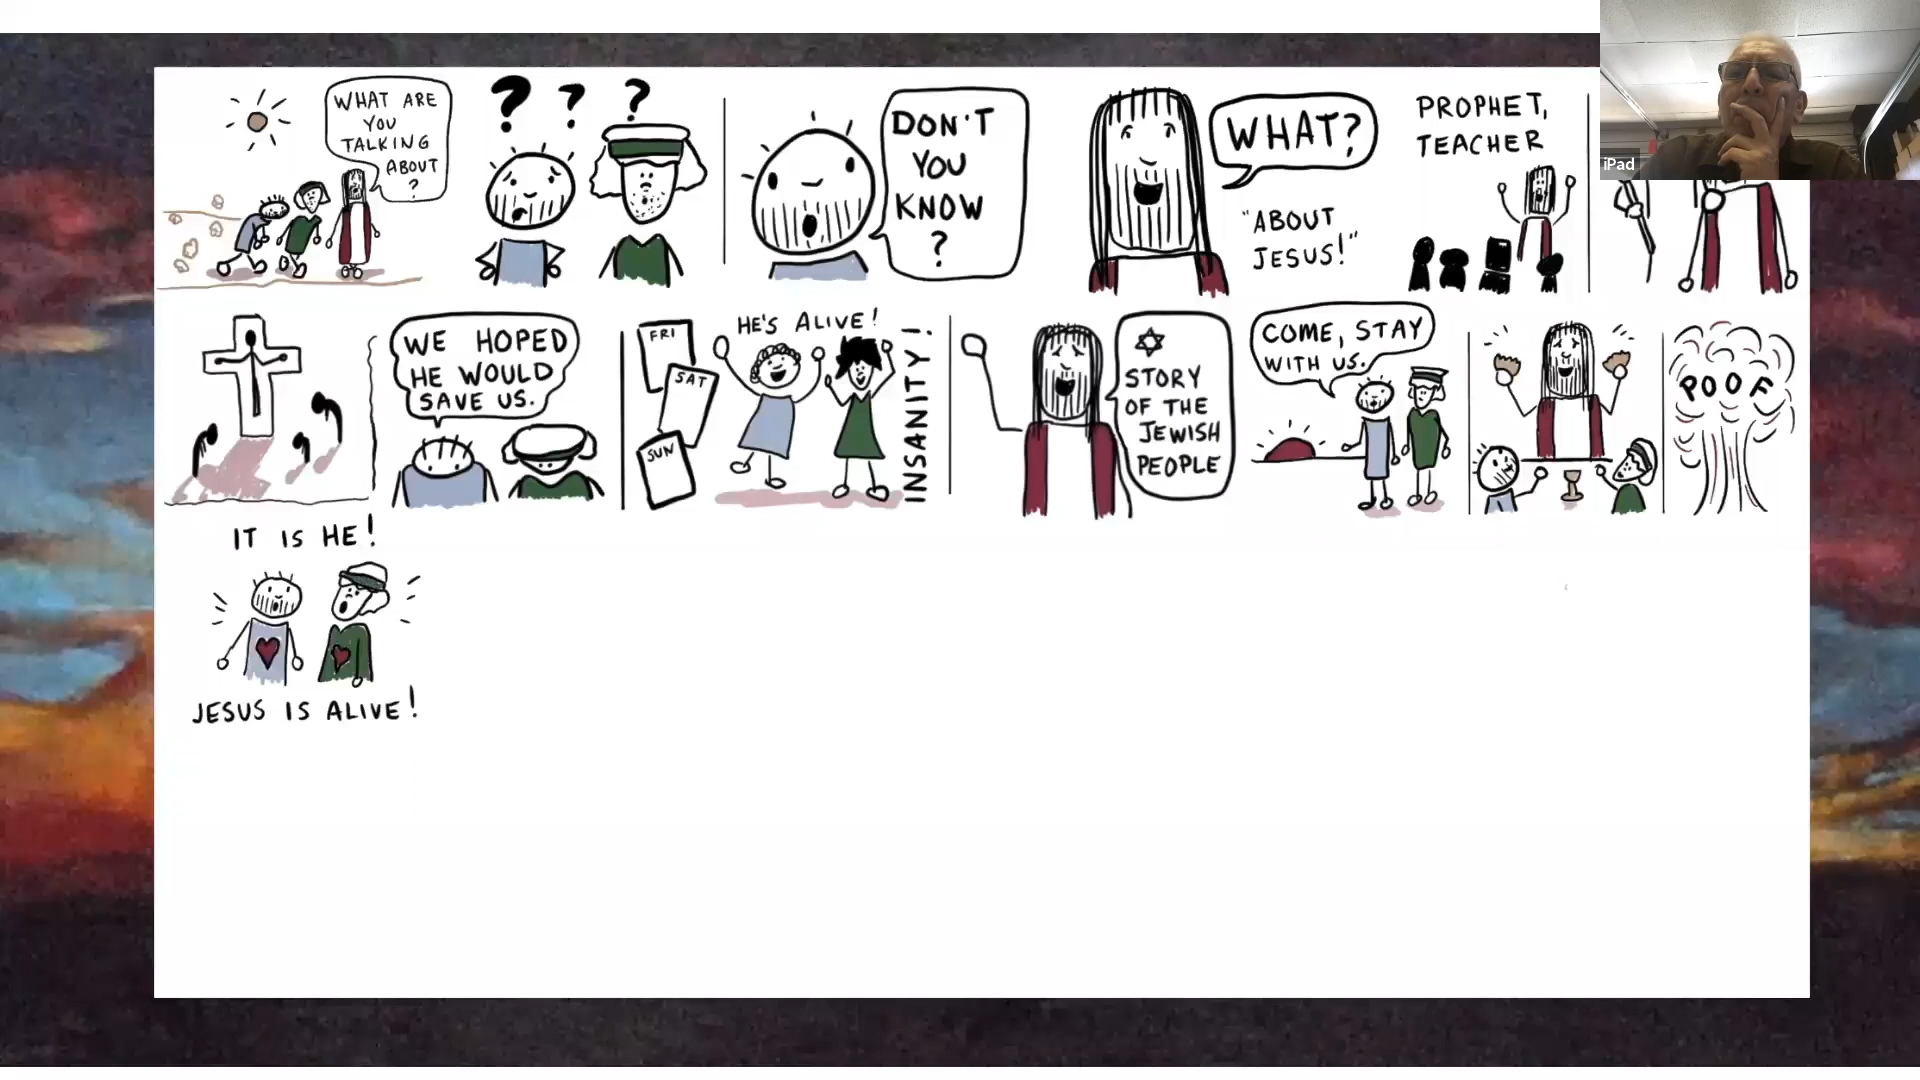 WHAT ARE
YOU
TALKING
ABOUT
?
? ? ?
DON'T
YOU
KNOW
?
WHAT?
"ABOUT
JESUS!"
PROPHET,
TEACHER
iPad
WE HOPED
HE WOULD
SAVE US.
FRI
SAT
SUN
HE'S ALIVE!
INSANITY!
STORY
OF THE
JEWISH
PEOPLE
COME, STAY
WITH US.
POOF
IT IS HE!
JESUS IS ALIVE!